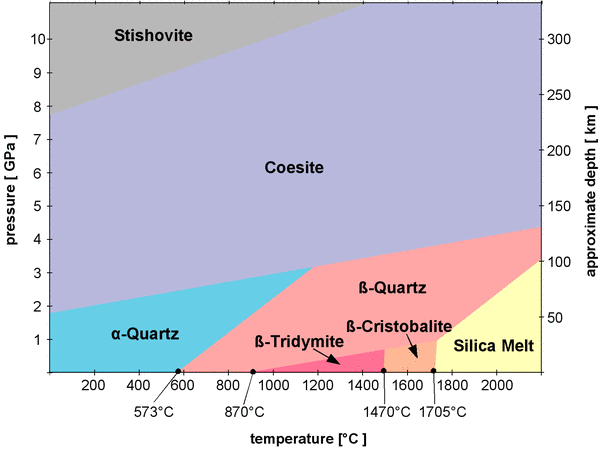 Stishovite
Coesite
α-Quartz
ß-Quartz
ß-Tridymite
ß-Cristobalite
Silica Melt
10
9
8
7
6
5
4
3
2
1
pressure [ GPa]
300
250
200
150
100
50
approximate depth [ km]
200 400 600 800 1000 1200 1400 1600 1800 2000
573°C 870°C 1470°C 1705°C
temperature [°C ]